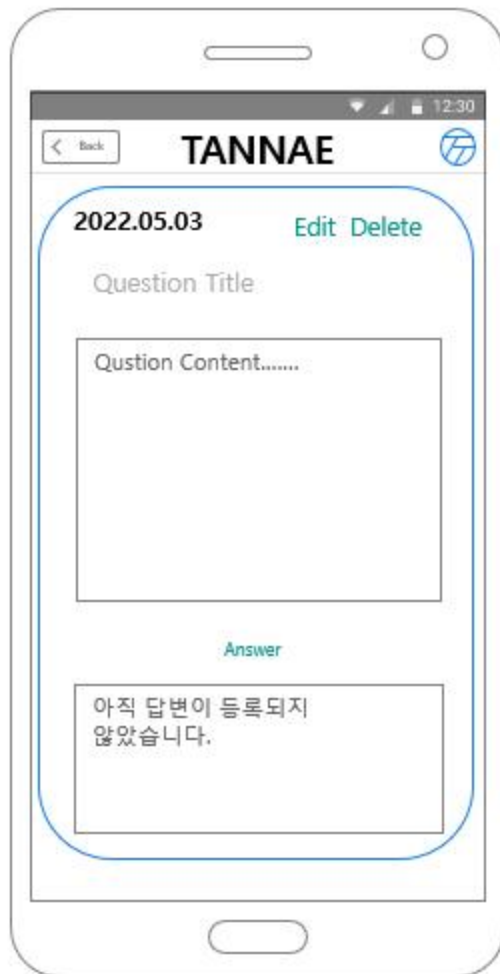 12:30
Back
TANNAE
2022.05.03
Edit Delete
Question Title
Qustion Content.......
Answer
아직 답변이 등록되지
않았습니다.